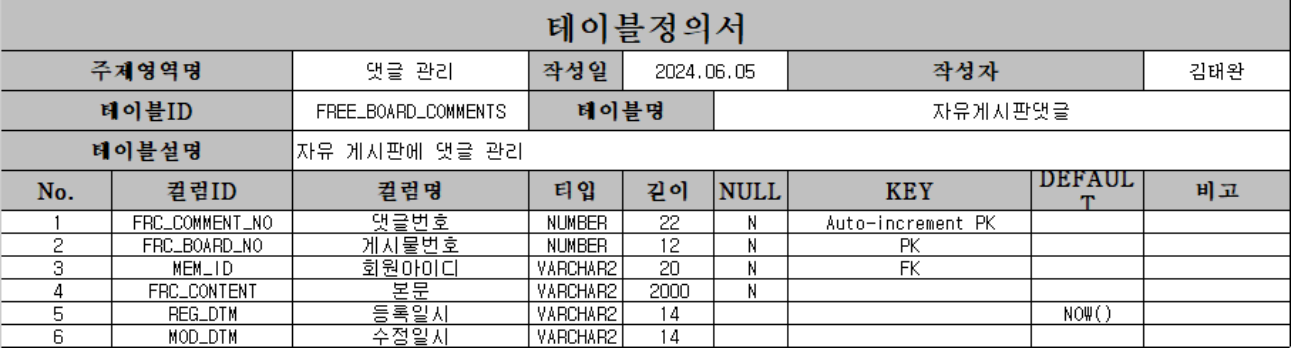 테이블정의서
주제영역명 댓글 관리 작성일 2024.06.05 작성자 김태완
테이블ID FREE_BOARD_COMMENTS 테이블명 자유게시판댓글
테이블설명 자유 게시판에 댓글 관리
No. 컬럼ID 컬럼명 타입 길이 NULL KEY DEFAULT 비고
1 FRC_COMMENT_NO 댓글번호 NUMBER 22 N Auto-increment PK
2 FRC_BOARD_NO 게시물번호 NUMBER 12 N PK
3 MEM_ID 회원아이디 VARCHAR2 20 N FK
4 FRC_CONTENT 본문 VARCHAR2 2000 N
5 REG_DTM 등록일시 VARCHAR2 14 NOW()
6 MOD_DTM 수정일시 VARCHAR2 14